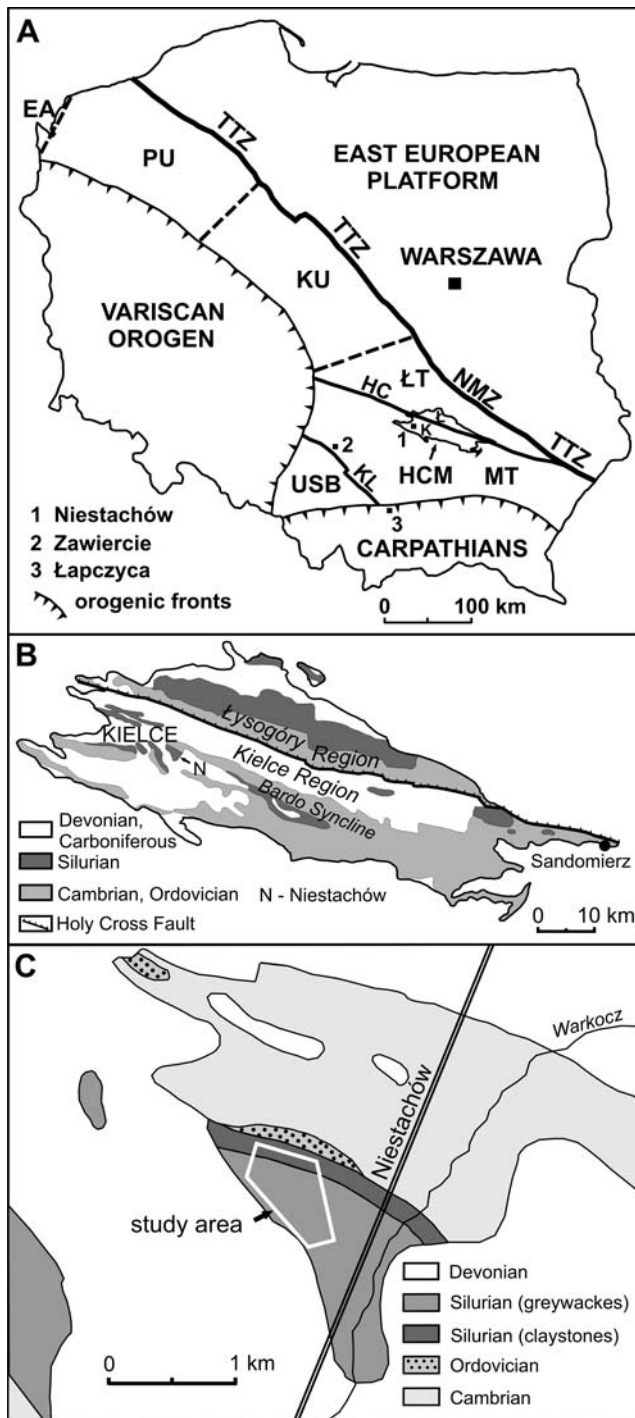 A
EA
PU
TTZ
EAST EUROPEAN
PLATFORM
TTZ
WARSZAWA
KU
VARISCAN
OROGEN
ŁT
NMZ
HC
Ł
TTZ
1
K
2
HCM
MT
USB
KL
1 Niestachów
2 Zawiercie
3 Łapczyca
3
CARPATHIANS
orogenic fronts
0 100 km
B
Łysogóry Region
KIELCE
N
Kielce Region
Bardo Syncline
Devonian,
Carboniferous
Silurian
Sandomierz
Cambrian, Ordovician N - Niestachów
Holy Cross Fault
0 10 km
C
Warkocz
Niestachów
study area
Devonian
Silurian (greywackes)
Silurian (claystones)
Ordovician
Cambrian
0 1 km